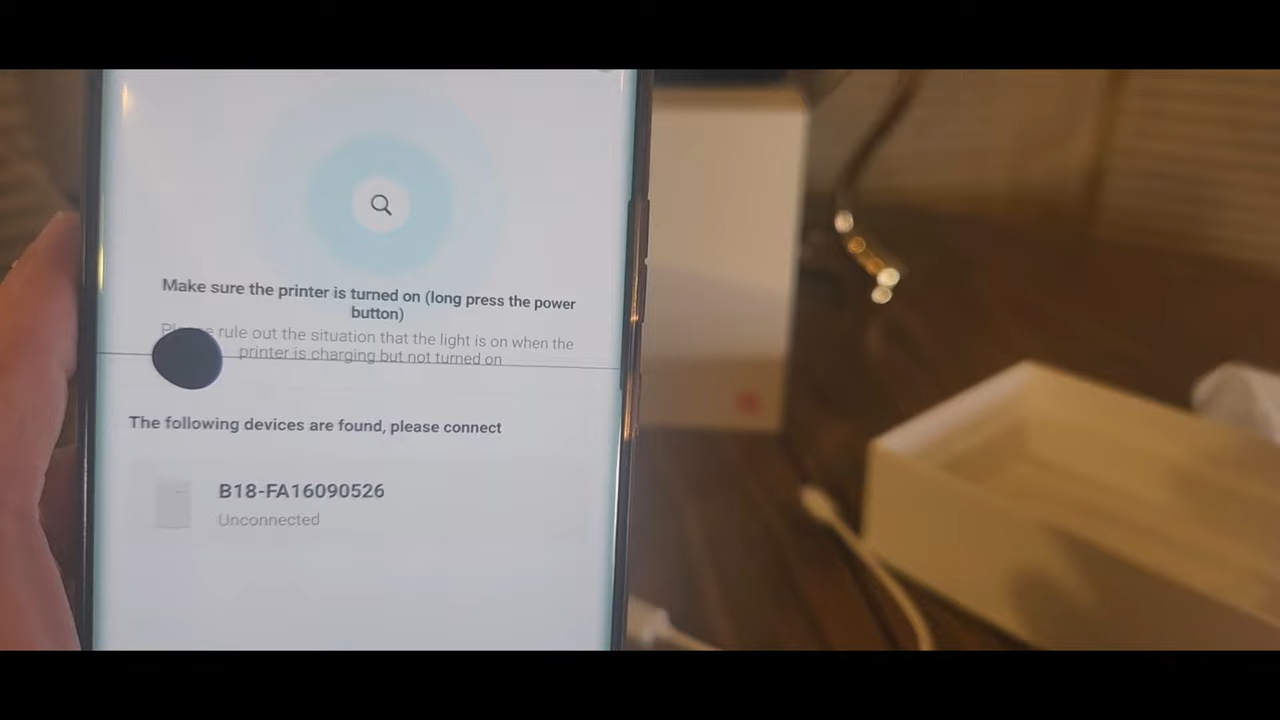 Make sure the printer is turned on (long press the power
button)
rule out the situation that the light is on when the
printer is charging but not turned on
The following devices are found, please connect
B18-FA16090526
Unconnected